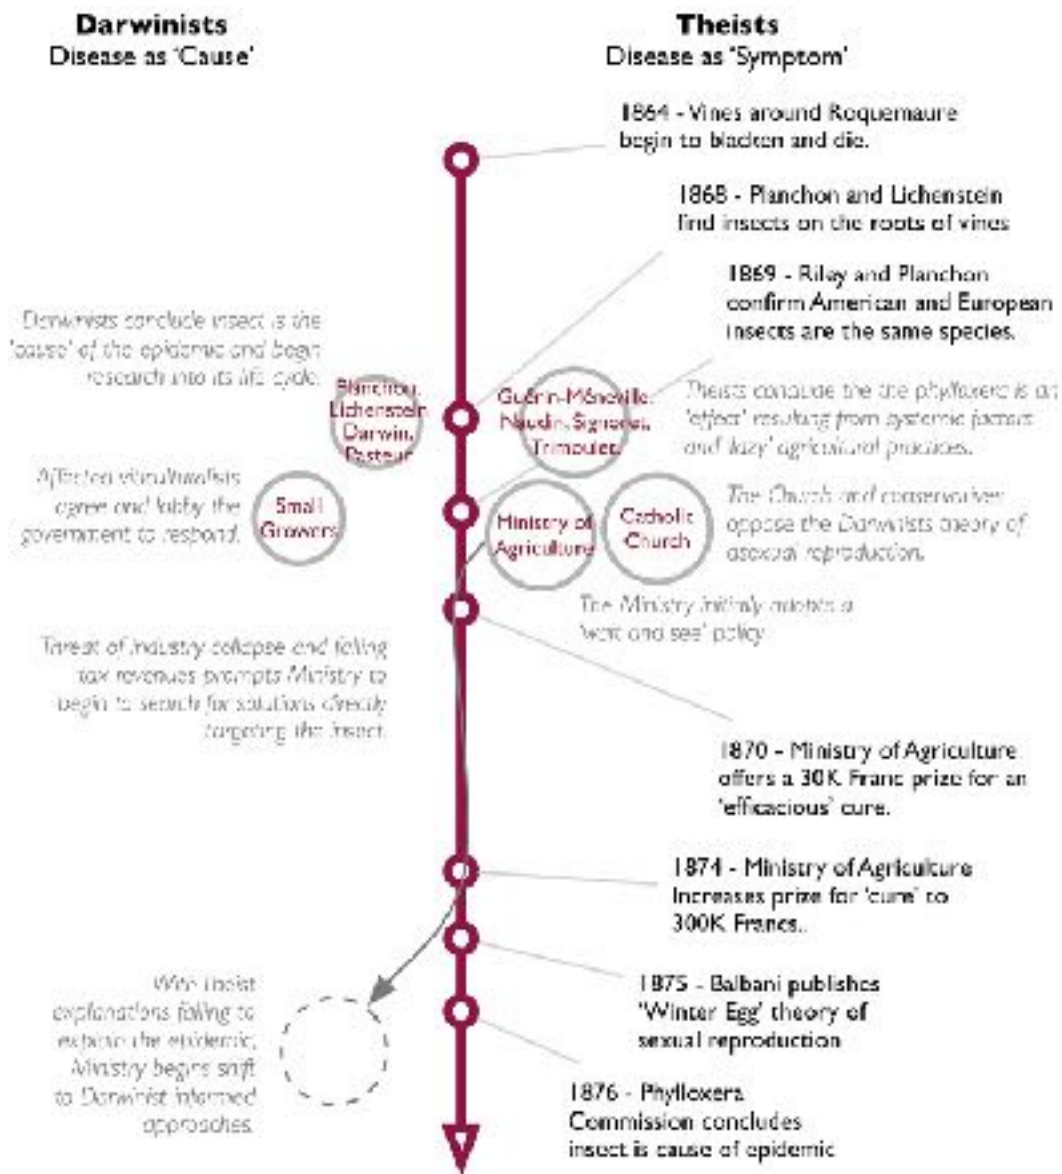 Darwinists
Disease as 'Cause'
Theists
Disease as 'Symptom'
1864 - Vines around Roquemaure
begin to blacken and die.
1868 - Planchon and Lichenstein
find insects on the roots of vines
1869 - Riley and Planchon
confirm American and European
insects are the same species.
Darwinists conclude insect is the
'cause' of the epidemic and begin
research into its life cycle.
Planchon,
Lichenstein
Darwin,
Pasteur
Guérin-Méneville,
Naudin, Signoret,
Trimoulet.
Theists conclude the the phylloxera is an
'effect' resulting from systemic factors
and 'lazy' agricultural practices.
Affected viticulturalists
agree and lobby the
government to respond.
Small
Growers
Ministry of
Agriculture
Catholic
Church
The Church and conservatives
oppose the Darwinists theory of
asexual reproduction.
The Ministry initially adopts a
'wait and see' policy
Threat of industry collapse and falling
tax revenues prompts Ministry to
begin to search for solutions directly
targeting the insect.
1870 - Ministry of Agriculture
offers a 30K Franc prize for an
'efficacious' cure.
1874 - Ministry of Agriculture
Increases prize for 'cure' to
300K Francs..
1875 - Balbani publishes
'Winter Egg' theory of
sexual reproduction
With Theist
explanations failing to
explain the epidemic,
Ministry begins shift
to Darwinist informed
approaches.
1876 - Phylloxera
Commission concludes
insect is cause of epidemic